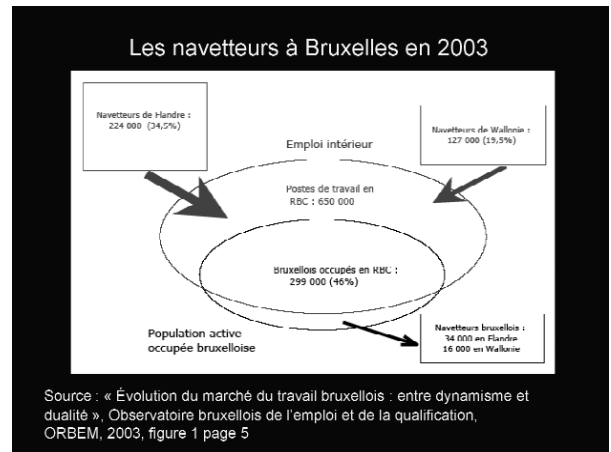 Les navetteurs à Bruxelles en 2003
Navetteurs de Flandre :
224 000 (34,5%)
Navetteurs de Wallonie :
127 000 (19,5%)
Emploi intérieur
Postes de travail en
RBC : 650 000
Bruxellois occupés en RBC :
299 000 (46%)
Population active
occupée bruxelloise
Navetteurs bruxellois :
34 000 en Flandre
16 000 en Wallonie
Source : « Évolution du marché du travail bruxellois : entre dynamisme et
dualité », Observatoire bruxellois de l'emploi et de la qualification,
ORBEM, 2003, figure 1 page 5